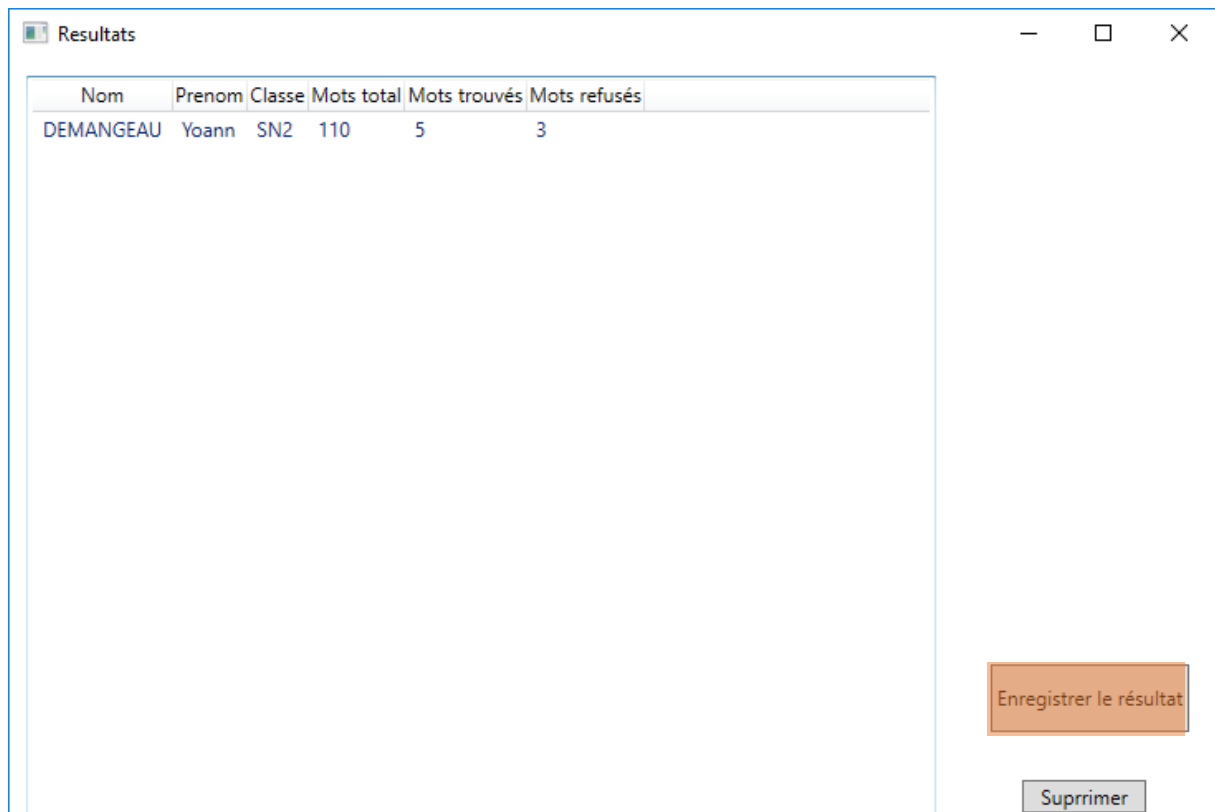 Resultats
Nom Prenom Classe Mots total Mots trouvés Mots refusés
DEMANGEAU Yoann SN2 110 5 3
Enregistrer le résultat
Suprrimer